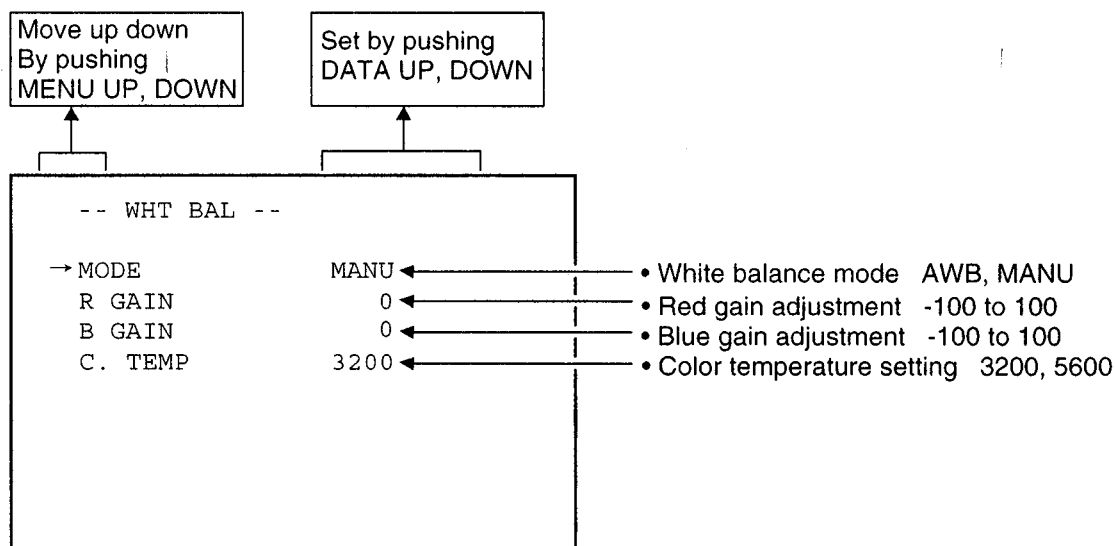 Move up down
By pushing
MENU UP, DOWN
Set by pushing
DATA UP, DOWN
-- WHT BAL --
→ MODE MANU • White balance mode AWB, MANU
R GAIN 0 • Red gain adjustment -100 to 100
B GAIN 0 • Blue gain adjustment -100 to 100
C. TEMP 3200 • Color temperature setting 3200, 5600